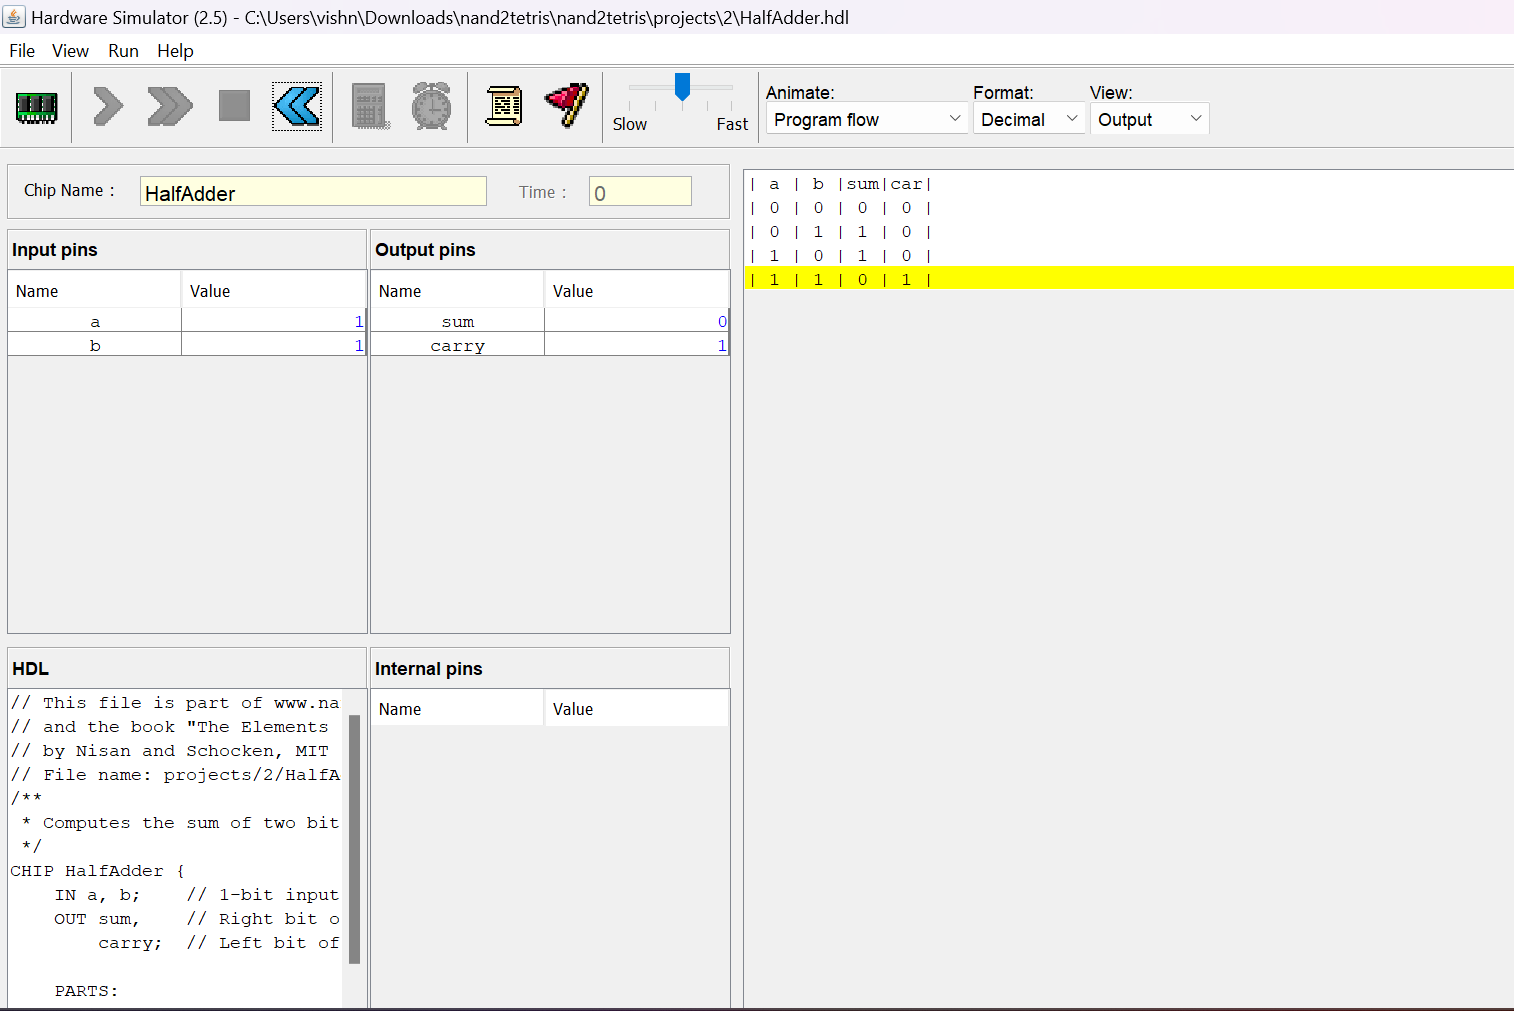 Hardware Simulator (2.5) - C:\Users\vishn\Downloads\nand2tetris\nand2tetris\projects\2\HalfAdder.hdl
File View Run Help
Slow Fast
Animate: Format: View:
Program flow Decimal Output
Chip Name : HalfAdder Time : 0
Input pins
Name Value
a 1
b 1
Output pins
Name Value
sum 0
carry 1
| a | b |sum|car|
| 0 | 0 | 0 | 0 |
| 0 | 1 | 1 | 0 |
| 1 | 0 | 1 | 0 |
| 1 | 1 | 0 | 1 |
HDL
// This file is part of www.na
// and the book "The Elements
// by Nisan and Schocken, MIT
// File name: projects/2/HalfA
/**
* Computes the sum of two bit
*/
CHIP HalfAdder {
IN a, b; // 1-bit input
OUT sum, // Right bit o
carry; // Left bit of
PARTS:
Internal pins
Name Value